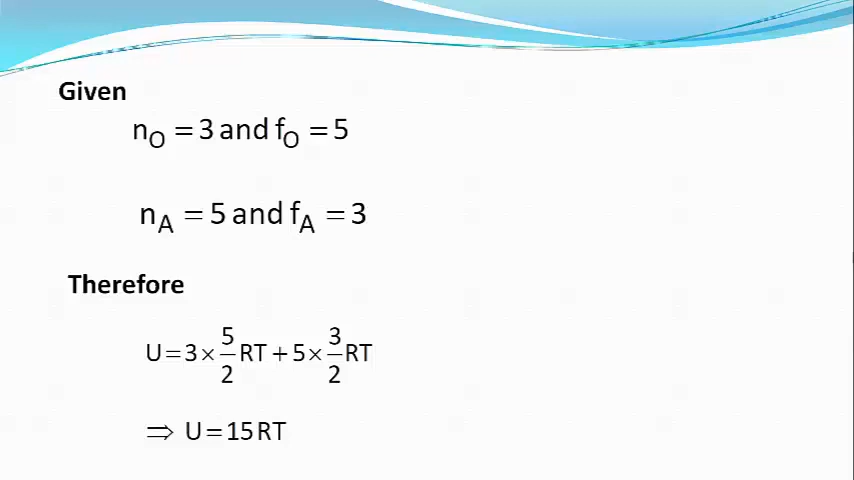 Given
n_O = 3 and f_O = 5
n_A = 5 and f_A = 3
Therefore
U = 3 × 5/2 RT + 5 × 3/2 RT
⇒ U = 15 RT